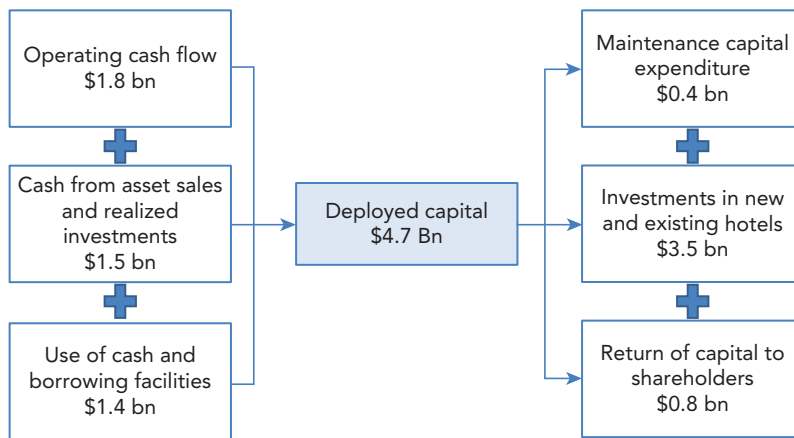 Operating cash flow
$1.8 bn
Cash from asset sales
and realized
investments
$1.5 bn
Use of cash and
borrowing facilities
$1.4 bn
Deployed capital
$4.7 Bn
Maintenance capital
expenditure
$0.4 bn
Investments in new
and existing hotels
$3.5 bn
Return of capital to
shareholders
$0.8 bn